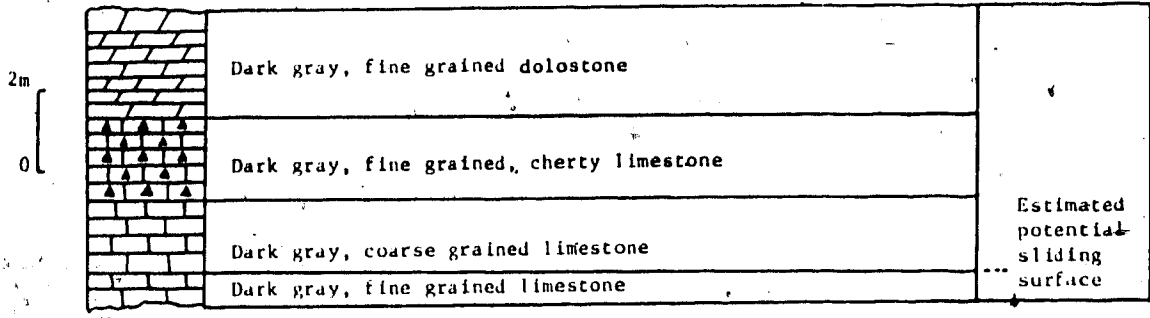 2m
0
Dark gray, fine grained dolostone
Dark gray, fine grained, cherty limestone
Dark gray, coarse grained limestone
Dark gray, fine grained limestone
Estimated
potential
sliding
surface